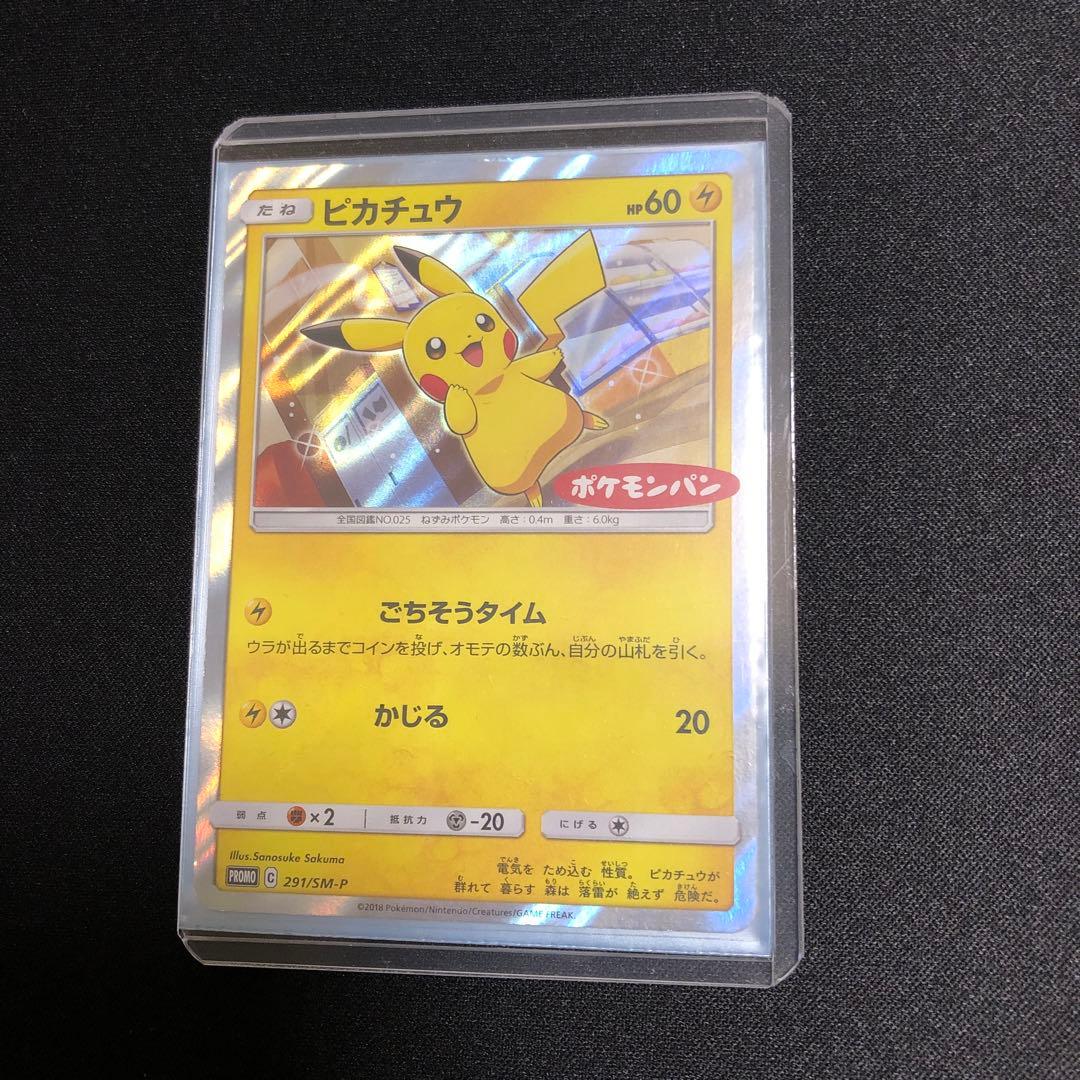 たね ピカチュウ HP60
ポケモンパン
全国図鑑NO.025 ねずみポケモン 高さ:0.4m 重さ:6.0kg
ごちそうタイム
ウラが出るまでコインを投げ、オモテの数ぶん、自分の山札を引く。
かじる 20
弱点 ×2 抵抗力 -20 にげる
Illus.Sanosuke Sakuma
電気を ため込む 性質。 ピカチュウが
群れて 暮らす 森は 落雷が 絶えず 危険だ。
PROMO C 291/SM-P
©2018 Pokémon/Nintendo/Creatures/GAME FREAK.